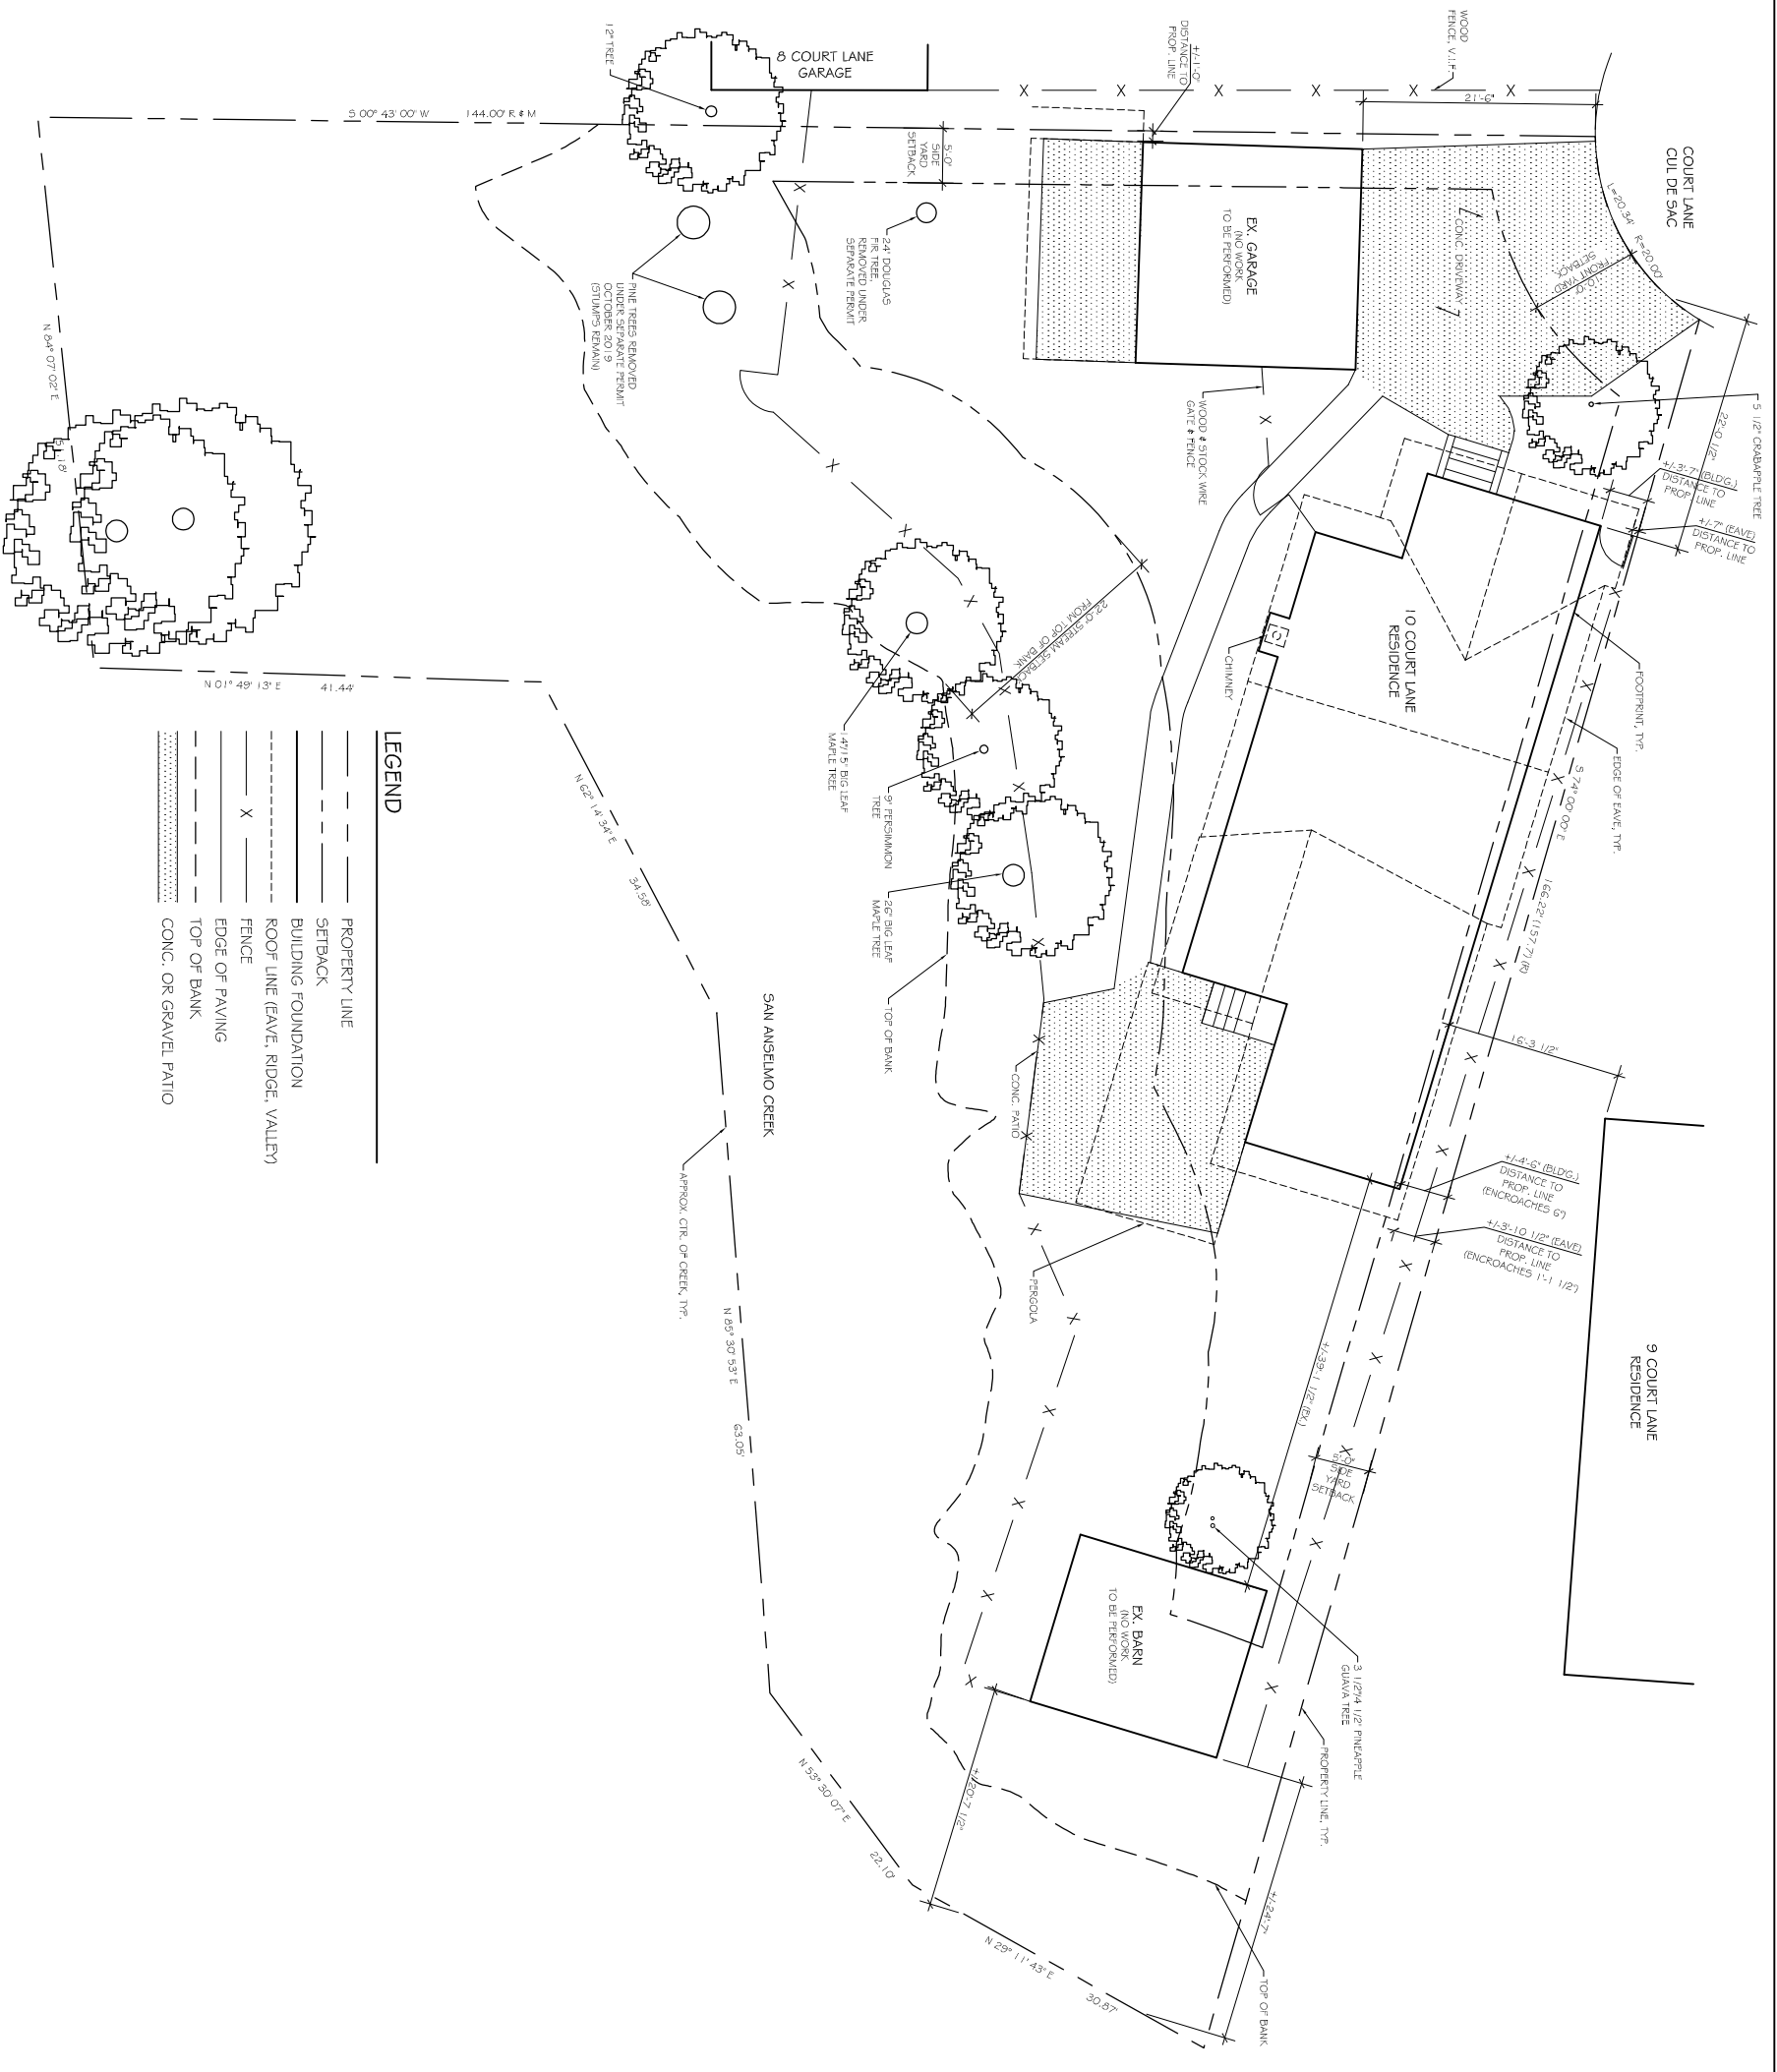 COURT LANE
CUL DE SAC
WOOD
FENCE, V.I.F.
21'-6"
L=20.34' R=20.00'
10'-0"
FRONT YARD
SETBACK
CONC. DRIVEWAY
5 1/2" CRABAPPLE TREE
22'-0 1/2"
+/-3'-7" (BLD'G.)
DISTANCE TO
PROP. LINE
+/-7" (EAVE)
DISTANCE TO
PROP. LINE
+/-1'-0"
DISTANCE TO
PROP. LINE
EX. GARAGE
(NO WORK
TO BE PERFORMED)
8 COURT LANE
GARAGE
12" TREE
S 00° 43' 00" W 144.00' R & M
5'-0"
SIDE
YARD
SETBACK
24" DOUGLAS
FIR TREE,
REMOVED UNDER
SEPARATE PERMIT
PINE TREES REMOVED
UNDER SEPARATE PERMIT
OCTOBER 2019
(STUMPS REMAIN)
WOOD & STOCK WIRE
GATE & FENCE
10 COURT LANE
RESIDENCE
CHIMNEY
FOOTPRINT, TYP.
EDGE OF EAVE, TYP.
S 74° 00' 00" E 166.22' (157.7') (R)
22'-0" STREAM SETBACK
FROM TOP OF BANK
14"/15" BIG LEAF
MAPLE TREE
9" PERSIMMON
TREE
26" BIG LEAF
MAPLE TREE
TOP OF BANK
CONC. PATIO
PERGOLA
16'-3 1/2"
+/-4'-6" (BLD'G.)
DISTANCE TO
PROP. LINE
(ENCROACHES 6")
+/-3'-10 1/2" (EAVE)
DISTANCE TO
PROP. LINE
(ENCROACHES 1'-1 1/2")
9 COURT LANE
RESIDENCE
+/-39'-1 1/2" (EX.)
5'-0"
SIDE
YARD
SETBACK
3 1/2"/4 1/2" PINEAPPLE
GUAVA TREE
PROPERTY LINE, TYP.
EX. BARN
(NO WORK
TO BE PERFORMED)
+/-20'-7 1/2"
+/-24'-7"
TOP OF BANK
N 29° 11' 43" E 30.87'
N 53° 30' 07" E 22.10'
N 85° 30' 53" E 63.05'
APPROX. CTR. OF CREEK, TYP.
SAN ANSELMO CREEK
N 62° 14' 34" E 34.58'
N 01° 49' 13" E 41.44'
N 84° 07' 02" E 51.18'
LEGEND
PROPERTY LINE
SETBACK
BUILDING FOUNDATION
ROOF LINE (EAVE, RIDGE, VALLEY)
FENCE
EDGE OF PAVING
TOP OF BANK
CONC. OR GRAVEL PATIO